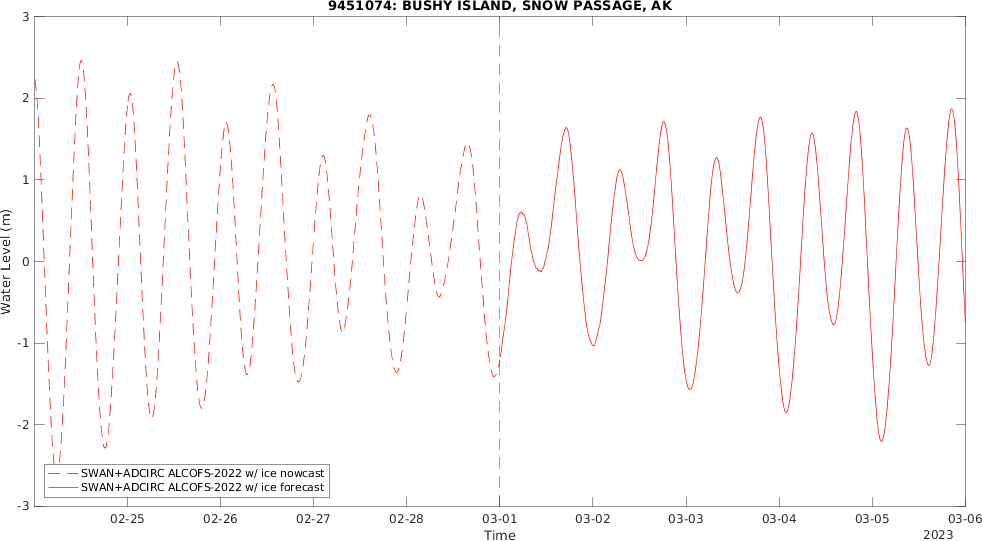 9451074: BUSHY ISLAND, SNOW PASSAGE, AK
3
2
1
0
-1
-2
-3
Water Level (m)
SWAN+ADCIRC ALCOFS-2022 w/ ice nowcast
SWAN+ADCIRC ALCOFS-2022 w/ ice forecast
02-25 02-26 02-27 02-28 03-01 03-02 03-03 03-04 03-05 03-06
Time
2023